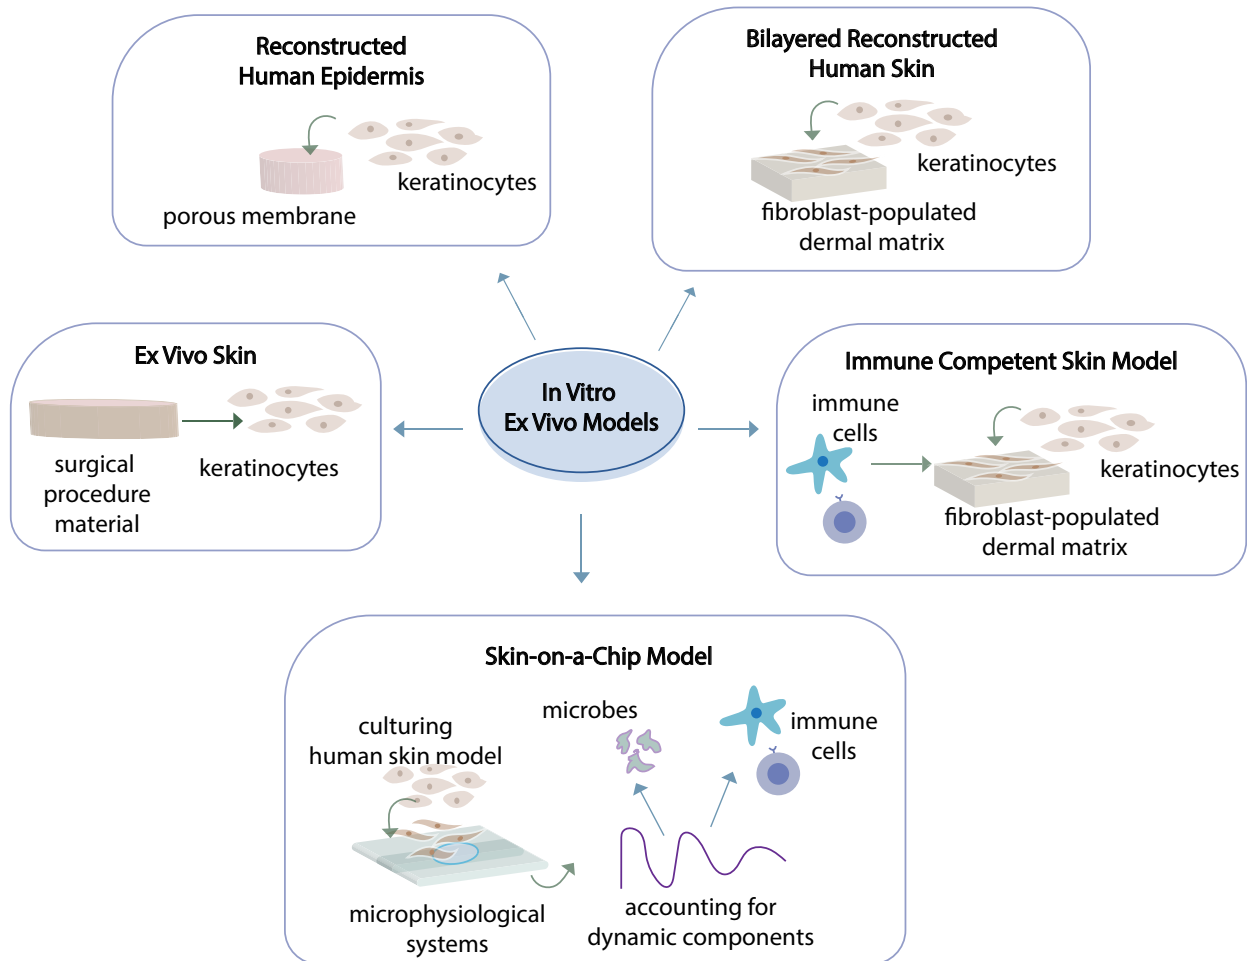 Reconstructed
Human Epidermis
keratinocytes
porous membrane
Bilayered Reconstructed
Human Skin
keratinocytes
fibroblast-populated
dermal matrix
Ex Vivo Skin
surgical
procedure
material
keratinocytes
In Vitro
Ex Vivo Models
Immune Competent Skin Model
immune
cells
keratinocytes
fibroblast-populated
dermal matrix
Skin-on-a-Chip Model
culturing
human skin model
microphysiological
systems
microbes
immune
cells
accounting for
dynamic components